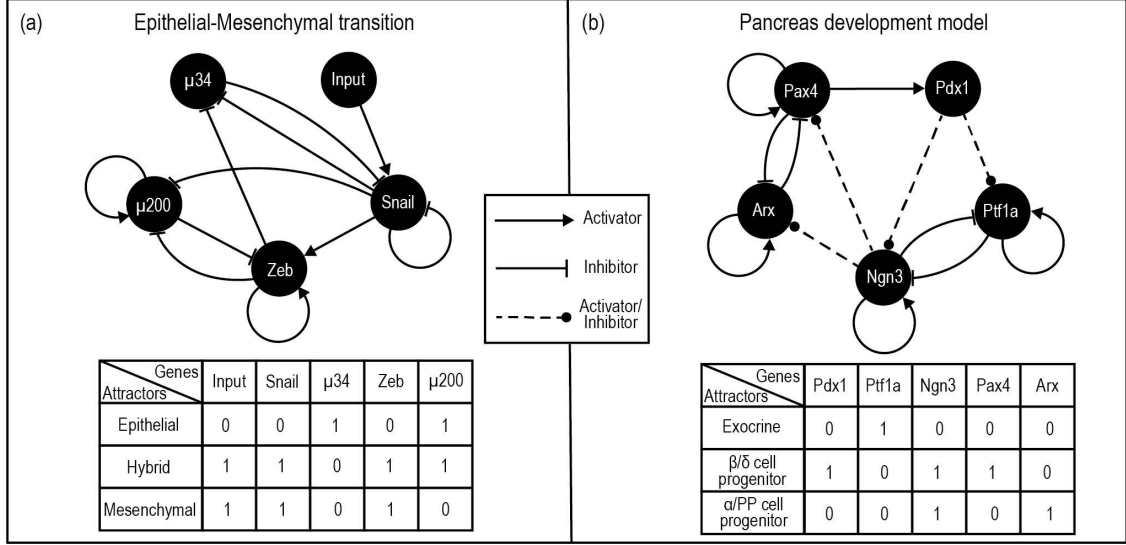 (a) Epithelial-Mesenchymal transition
μ34
Input
μ200
Snail
Zeb
Genes
Attractors
Input Snail μ34 Zeb μ200
Epithelial 0 0 1 0 1
Hybrid 1 1 0 1 1
Mesenchymal 1 1 0 1 0
Activator
Inhibitor
Activator/
Inhibitor
(b) Pancreas development model
Pax4
Pdx1
Arx
Ptf1a
Ngn3
Genes
Attractors
Pdx1 Ptf1a Ngn3 Pax4 Arx
Exocrine 0 1 0 0 0
β/δ cell
progenitor 1 0 1 1 0
α/PP cell
progenitor 0 0 1 0 1